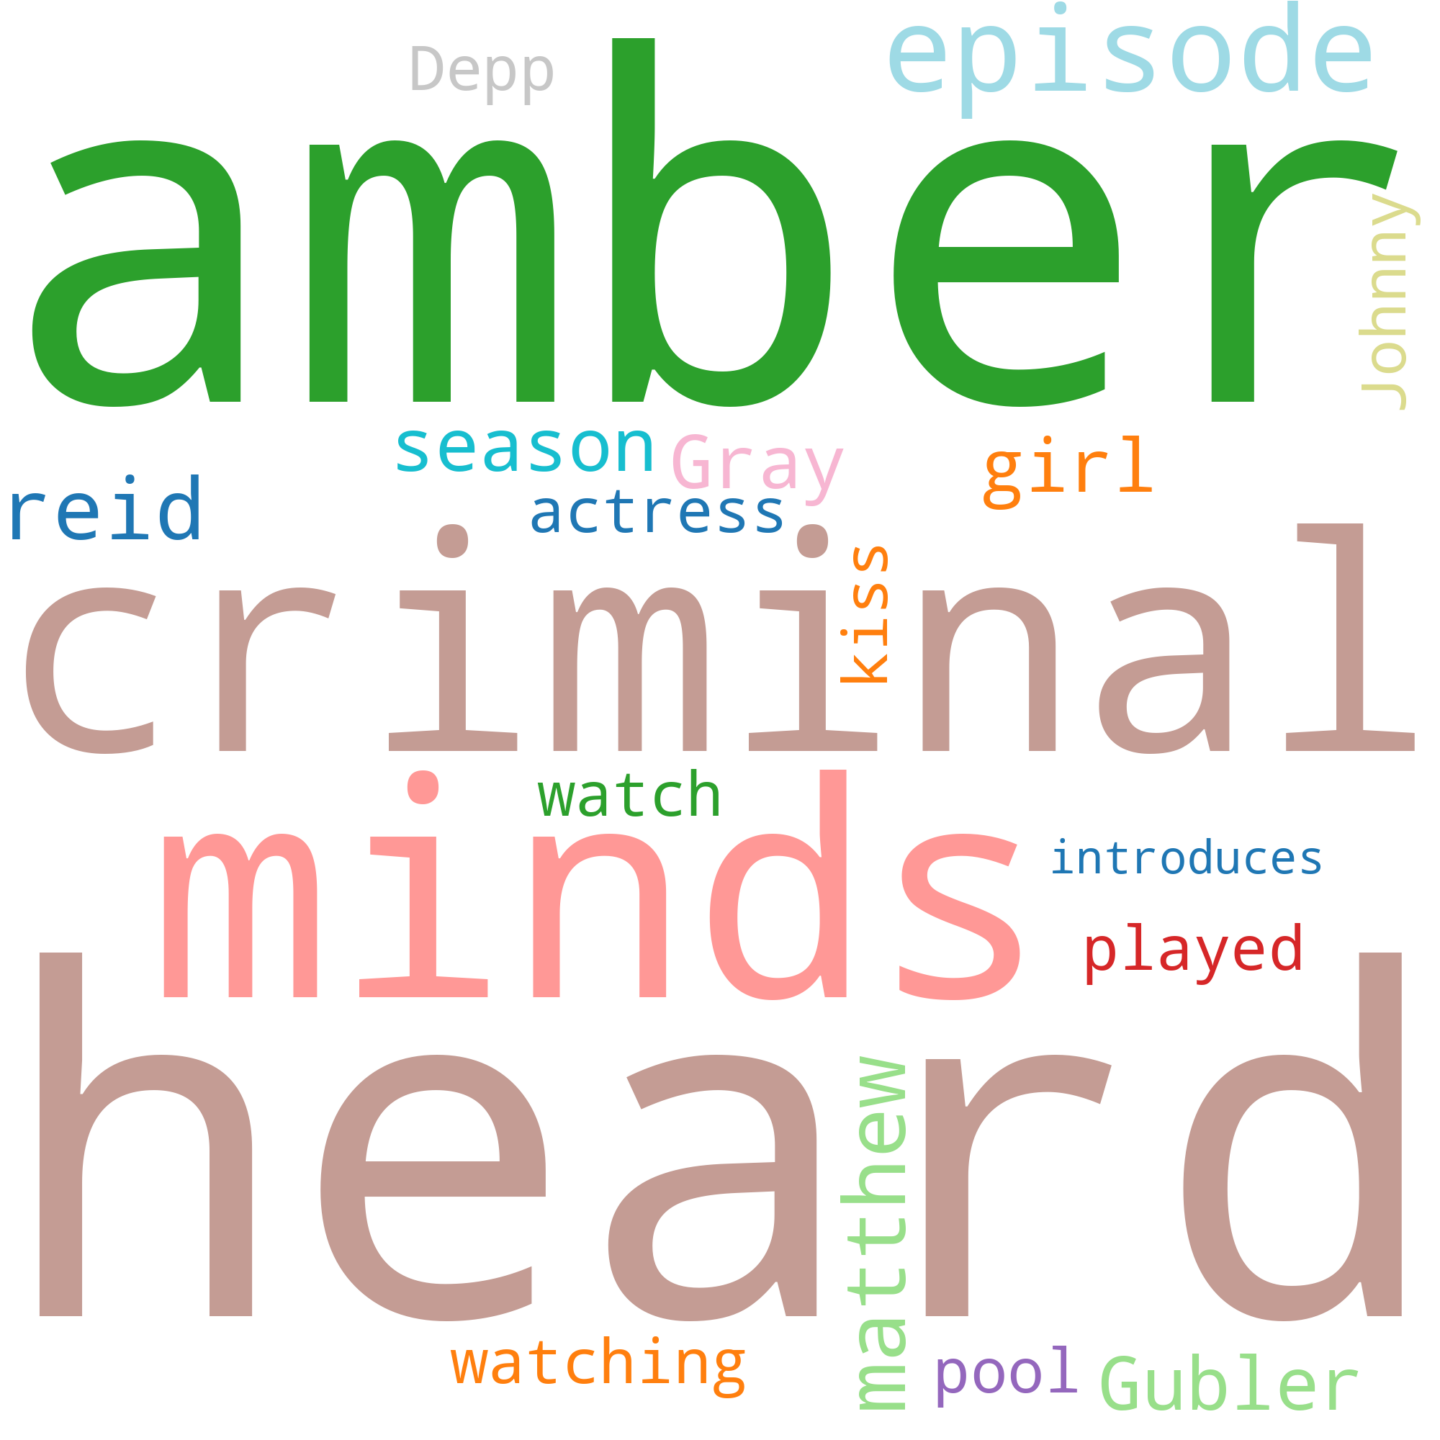 Depp
episode
amber
Johnny
season
Gray
girl
reid
actress
criminal
kiss
minds
watch
introduces
played
heard
matthew
watching
pool
Gubler